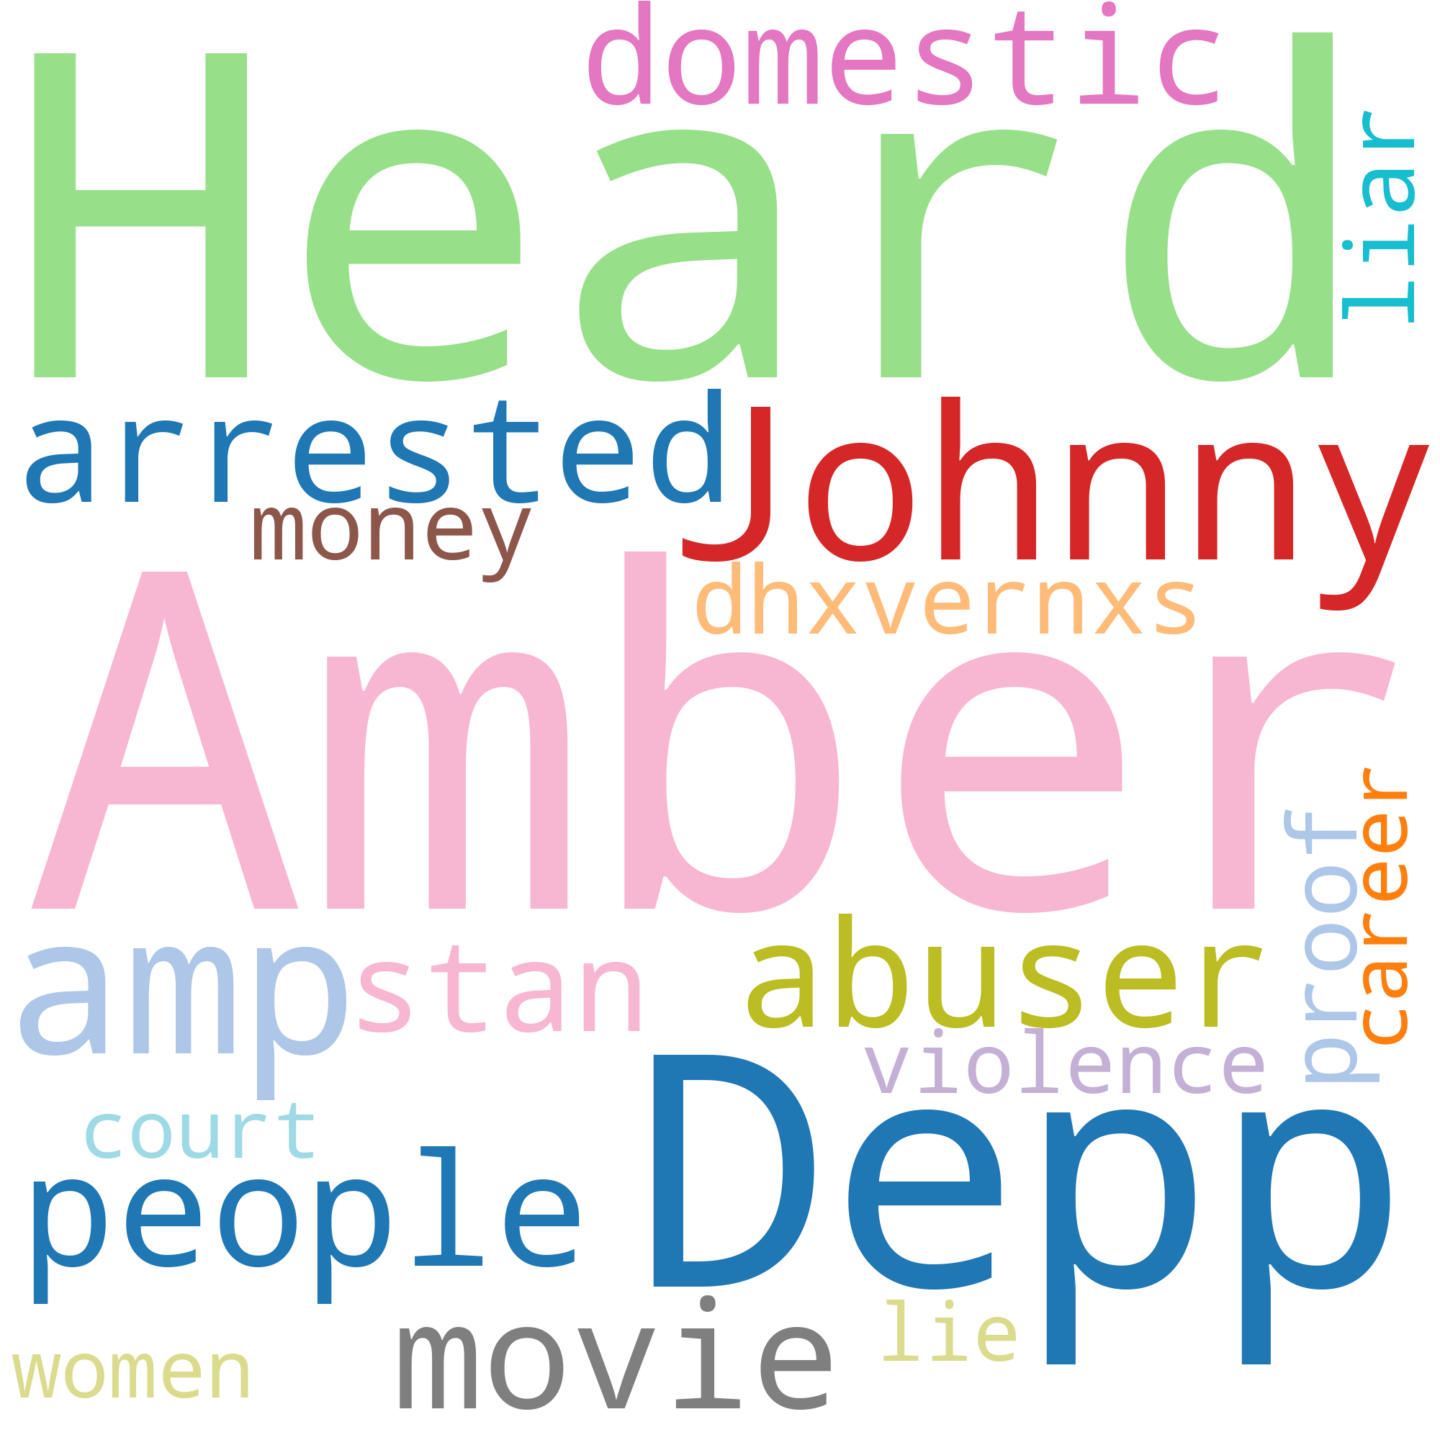 domestic
Heard
liar
arrested
Johnny
money
dhxvernxs
Amber
proof
career
amp
stan
abuser
violence
court
people
Depp
movie
lie
women